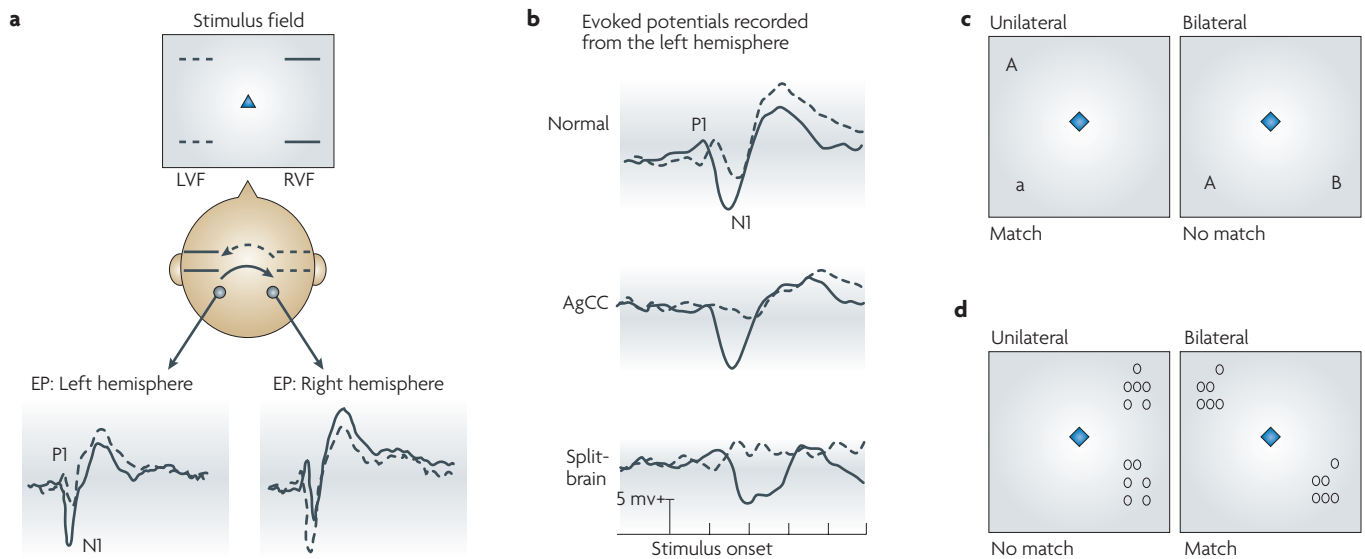 a
Stimulus field
LVF
RVF
EP: Left hemisphere
EP: Right hemisphere
P1
N1
b
Evoked potentials recorded
from the left hemisphere
Normal
P1
N1
AgCC
Split-
brain
5 mv+
Stimulus onset
c
Unilateral
Bilateral
A
a
A
B
Match
No match
d
Unilateral
Bilateral
No match
Match